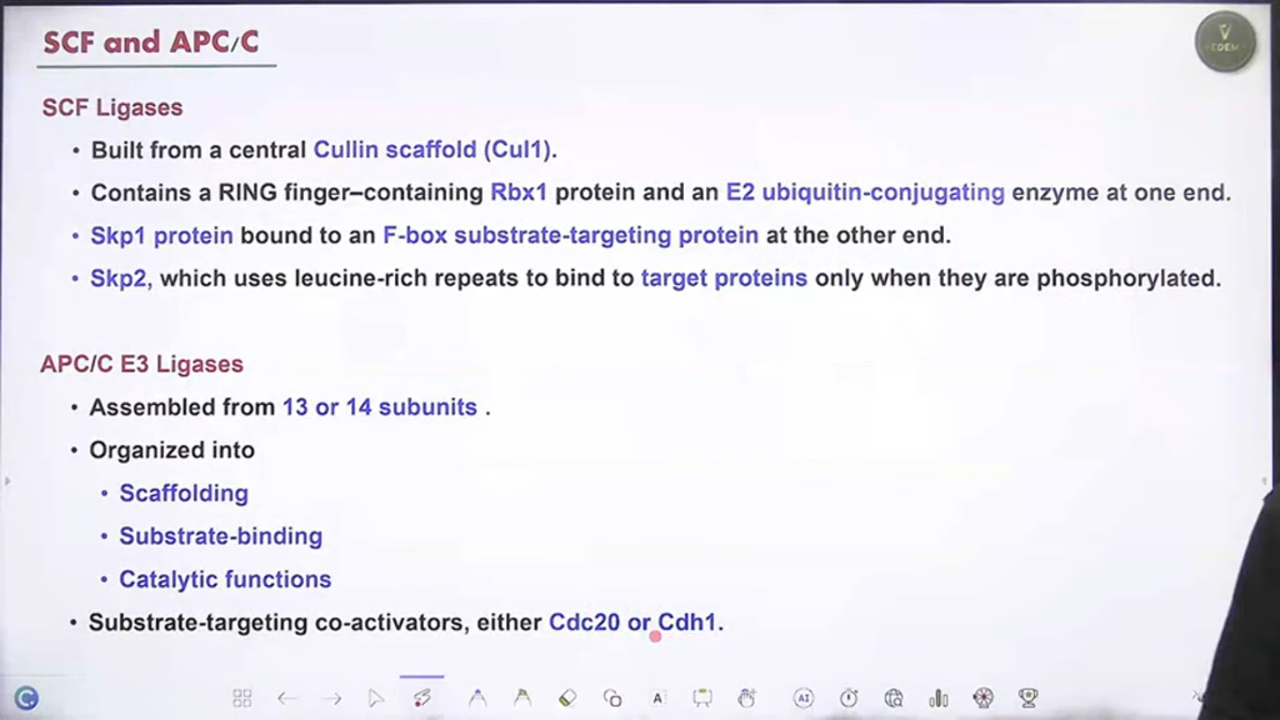 SCF and APC/C
SCF Ligases
• Built from a central Cullin scaffold (Cul1).
• Contains a RING finger–containing Rbx1 protein and an E2 ubiquitin-conjugating enzyme at one end.
• Skp1 protein bound to an F-box substrate-targeting protein at the other end.
• Skp2, which uses leucine-rich repeats to bind to target proteins only when they are phosphorylated.
APC/C E3 Ligases
• Assembled from 13 or 14 subunits .
• Organized into
• Scaffolding
• Substrate-binding
• Catalytic functions
• Substrate-targeting co-activators, either Cdc20 or Cdh1.
A
AI